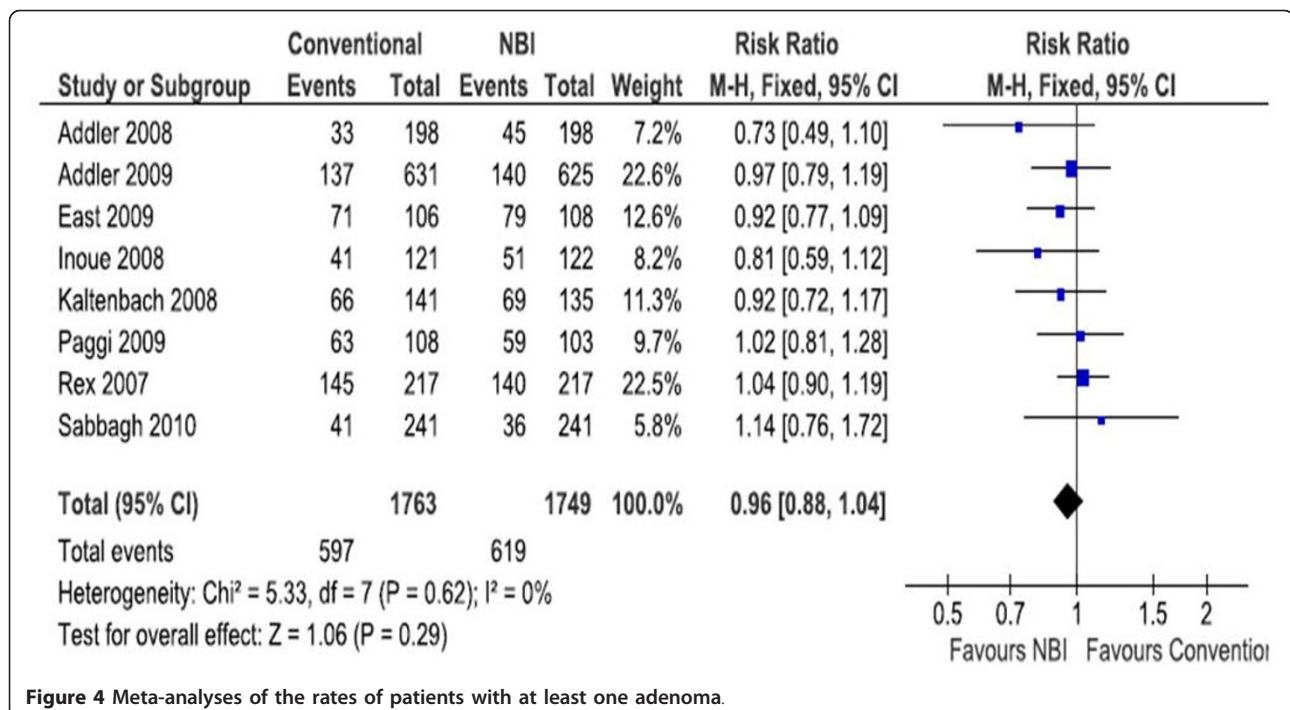 Conventional NBI Risk Ratio Risk Ratio
Study or Subgroup Events Total Events Total Weight M-H, Fixed, 95% CI M-H, Fixed, 95% CI
Addler 2008 33 198 45 198 7.2% 0.73 [0.49, 1.10]
Addler 2009 137 631 140 625 22.6% 0.97 [0.79, 1.19]
East 2009 71 106 79 108 12.6% 0.92 [0.77, 1.09]
Inoue 2008 41 121 51 122 8.2% 0.81 [0.59, 1.12]
Kaltenbach 2008 66 141 69 135 11.3% 0.92 [0.72, 1.17]
Paggi 2009 63 108 59 103 9.7% 1.02 [0.81, 1.28]
Rex 2007 145 217 140 217 22.5% 1.04 [0.90, 1.19]
Sabbagh 2010 41 241 36 241 5.8% 1.14 [0.76, 1.72]
Total (95% CI) 1763 1749 100.0% 0.96 [0.88, 1.04]
Total events 597 619
Heterogeneity: Chi² = 5.33, df = 7 (P = 0.62); I² = 0%
Test for overall effect: Z = 1.06 (P = 0.29)
0.5 0.7 1 1.5 2
Favours NBI Favours Convention
Figure 4 Meta-analyses of the rates of patients with at least one adenoma.